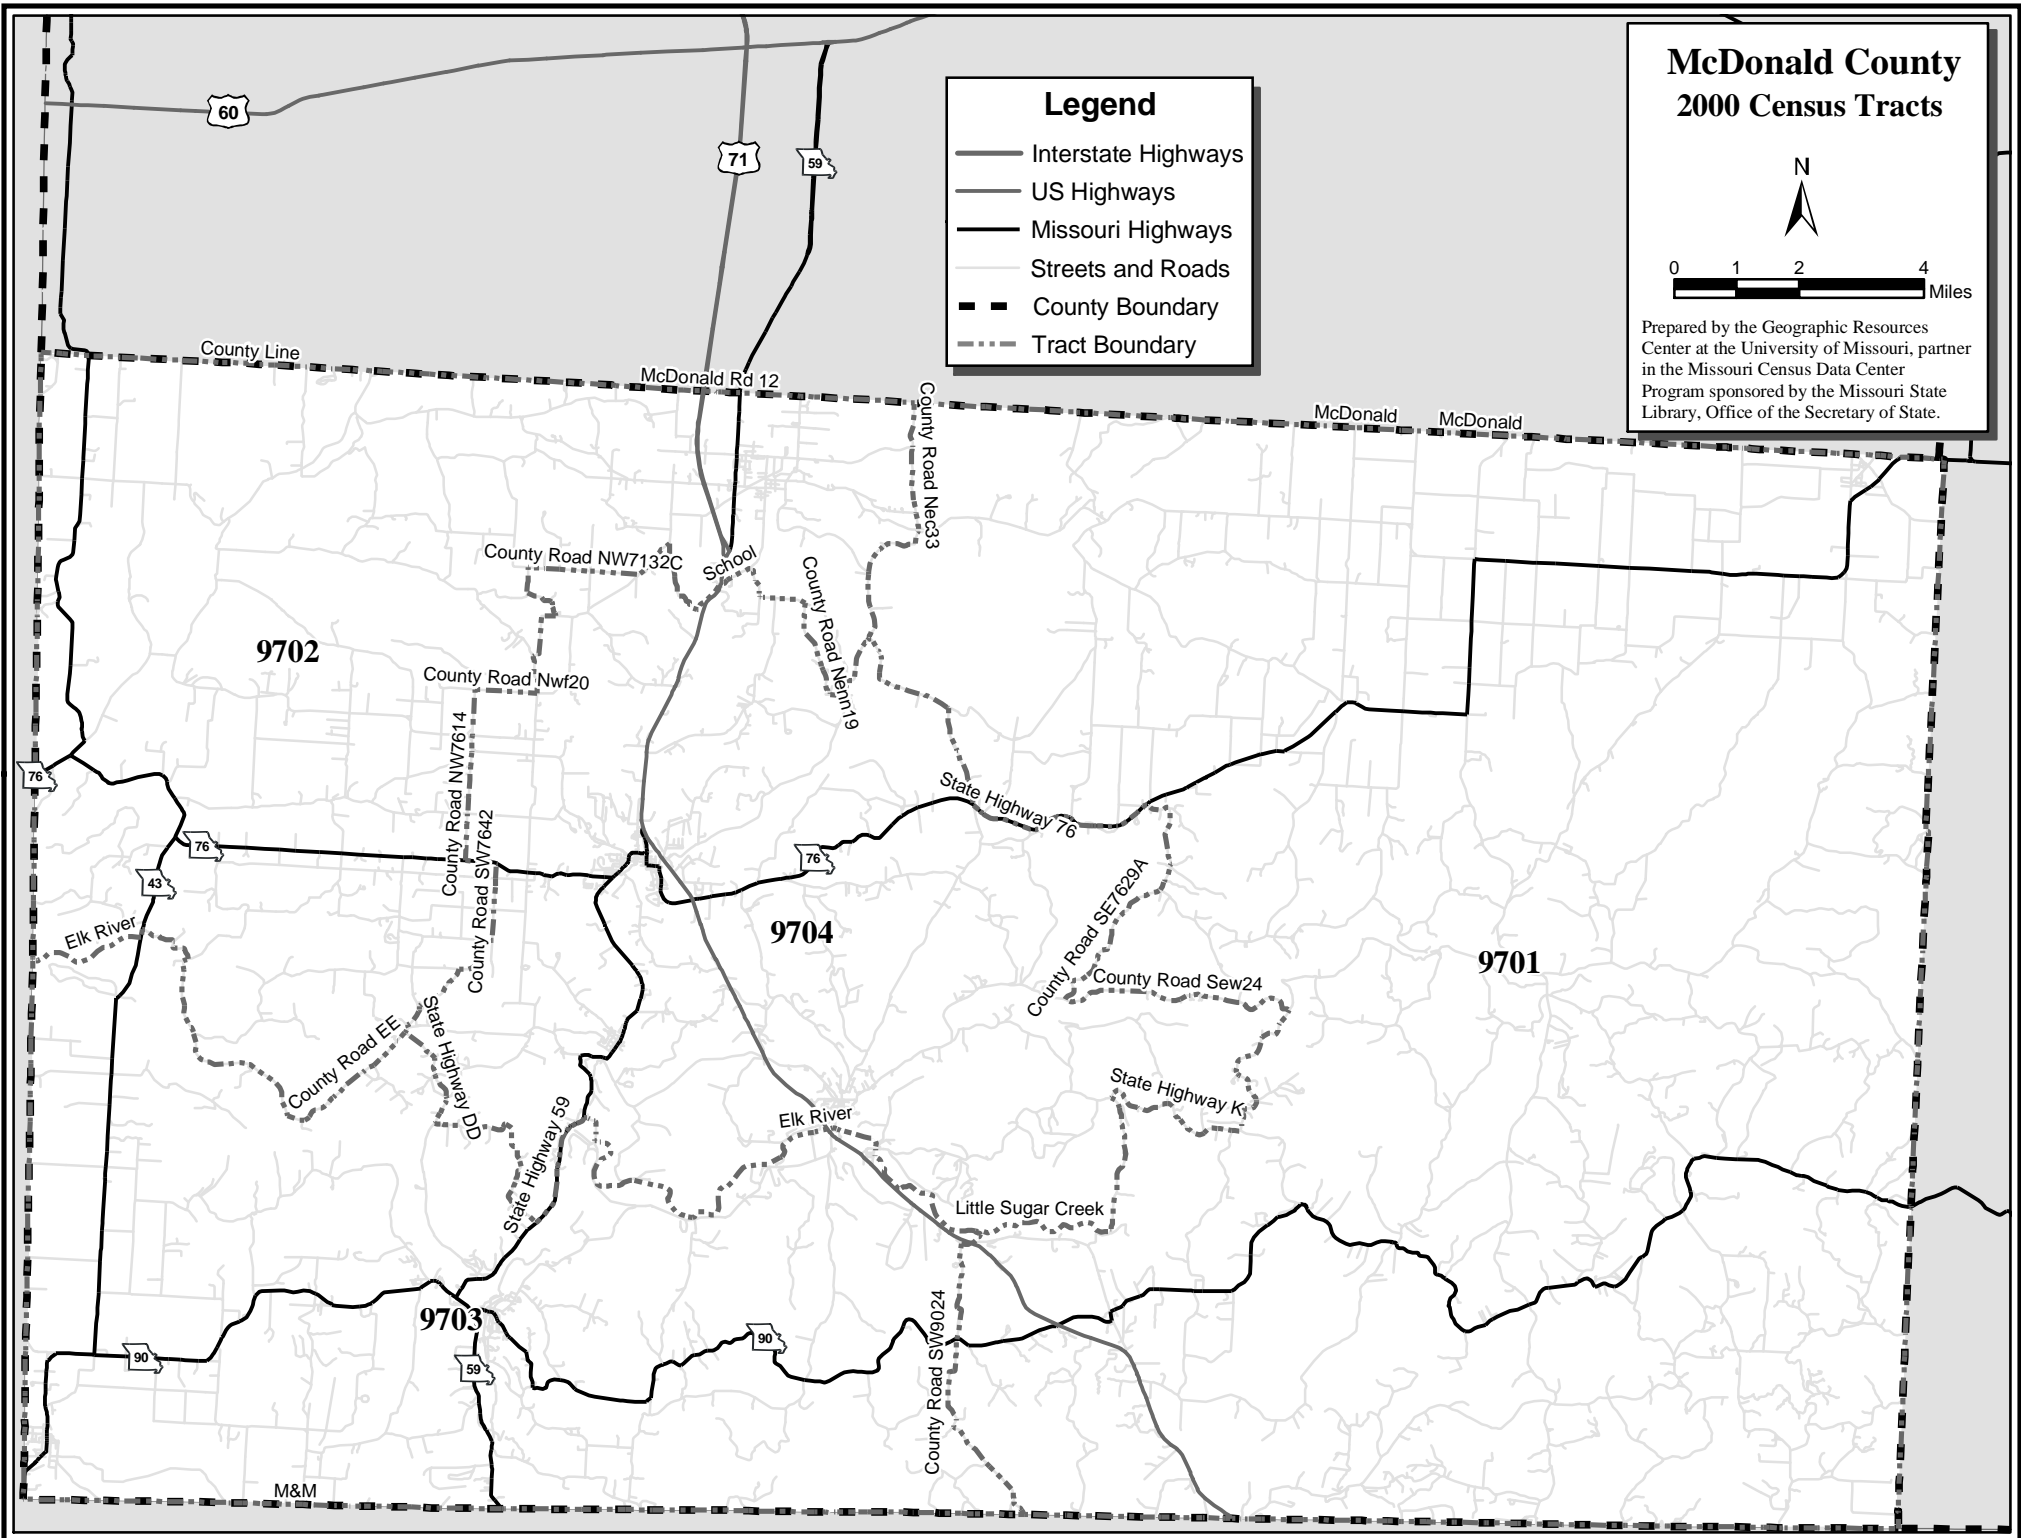 McDonald County
2000 Census Tracts
N
0 1 2 4
Miles
Prepared by the Geographic Resources
Center at the University of Missouri, partner
in the Missouri Census Data Center
Program sponsored by the Missouri State
Library, Office of the Secretary of State.
Legend
Interstate Highways
US Highways
Missouri Highways
Streets and Roads
County Boundary
Tract Boundary
60
71
59
County Line
McDonald Rd 12
McDonald
McDonald
County Road Nec33
County Road NW7132C
School
County Road Nenn19
9702
County Road Nwf20
County Road NW7614
76
State Highway 76
76
76
43
County Road SW7642
County Road SE7629A
9704
Elk River
9701
County Road Sew24
State Highway DD
County Road EE
State Highway K
State Highway 59
Elk River
Little Sugar Creek
9703
County Road SW9024
90
90
59
M&M